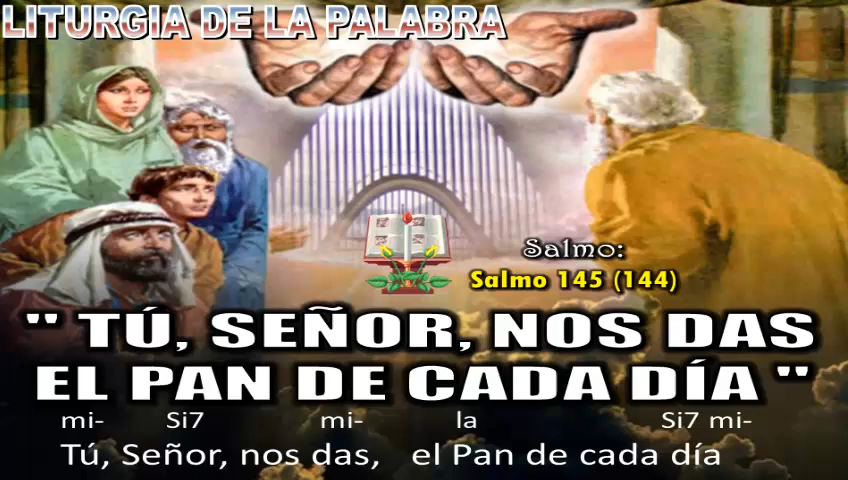 LITURGIA DE LA PALABRA
Salmo:
Salmo 145 (144)
" TÚ, SEÑOR, NOS DAS
EL PAN DE CADA DÍA "
mi- Si7 mi- la Si7 mi-
Tú, Señor, nos das, el Pan de cada día